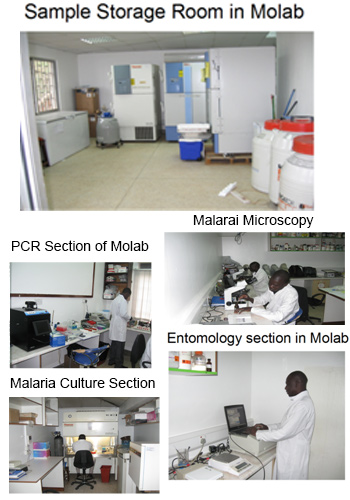 Sample Storage Room in Molab
Malarai Microscopy
PCR Section of Molab
Entomology section in Molab
Malaria Culture Section